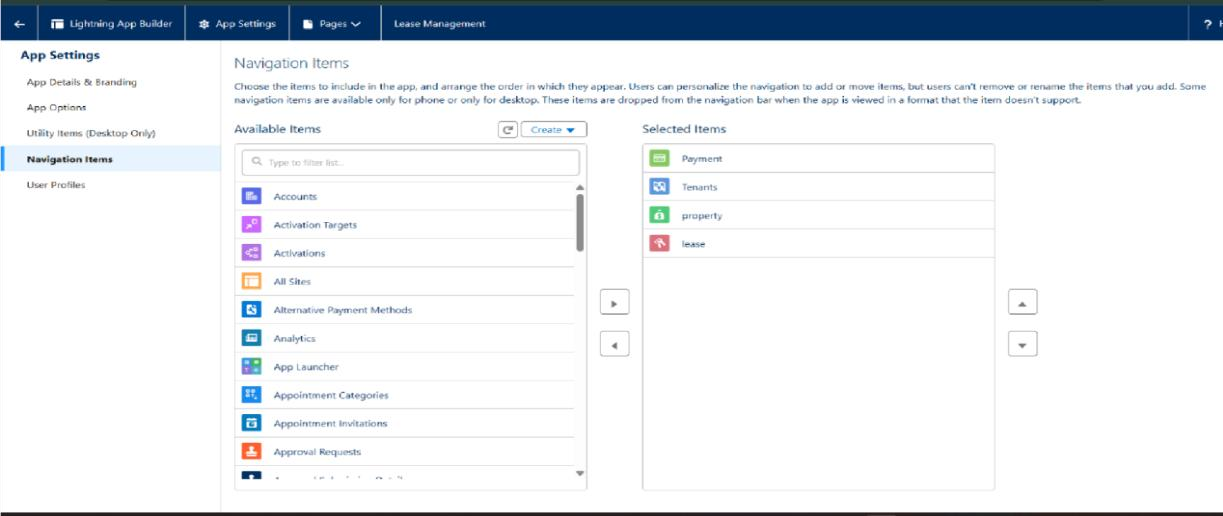 Lightning App Builder
App Settings
Pages
Lease Management
?
App Settings
App Details & Branding
App Options
Utility Items (Desktop Only)
Navigation Items
User Profiles
Navigation Items
Choose the items to include in the app, and arrange the order in which they appear. Users can personalize the navigation to add or move items, but users can't remove or rename the items that you add. Some
navigation items are available only for phone or only for desktop. These items are dropped from the navigation bar when the app is viewed in a format that the item doesn't support.
Available Items
Create
Type to filter list...
Accounts
Activation Targets
Activations
All Sites
Alternative Payment Methods
Analytics
App Launcher
Appointment Categories
Appointment Invitations
Approval Requests
Selected Items
Payment
Tenants
property
lease